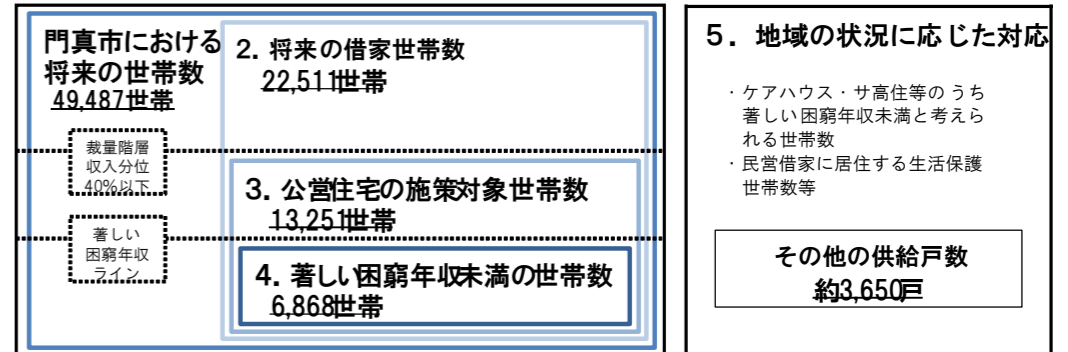 門真市における
将来の世帯数
49,487世帯
裁量階層
収入分位
40%以下
著しい
困窮年収
ライン
2. 将来の借家世帯数
22,511世帯
3. 公営住宅の施策対象世帯数
13,251世帯
4. 著しい困窮年収未満の世帯数
6,868世帯
5. 地域の状況に応じた対応
・ケアハウス・サ高住等のうち
著しい困窮年収未満と考えら
れる世帯数
・民営借家に居住する生活保護
世帯数等
その他の供給戸数
約3,650戸